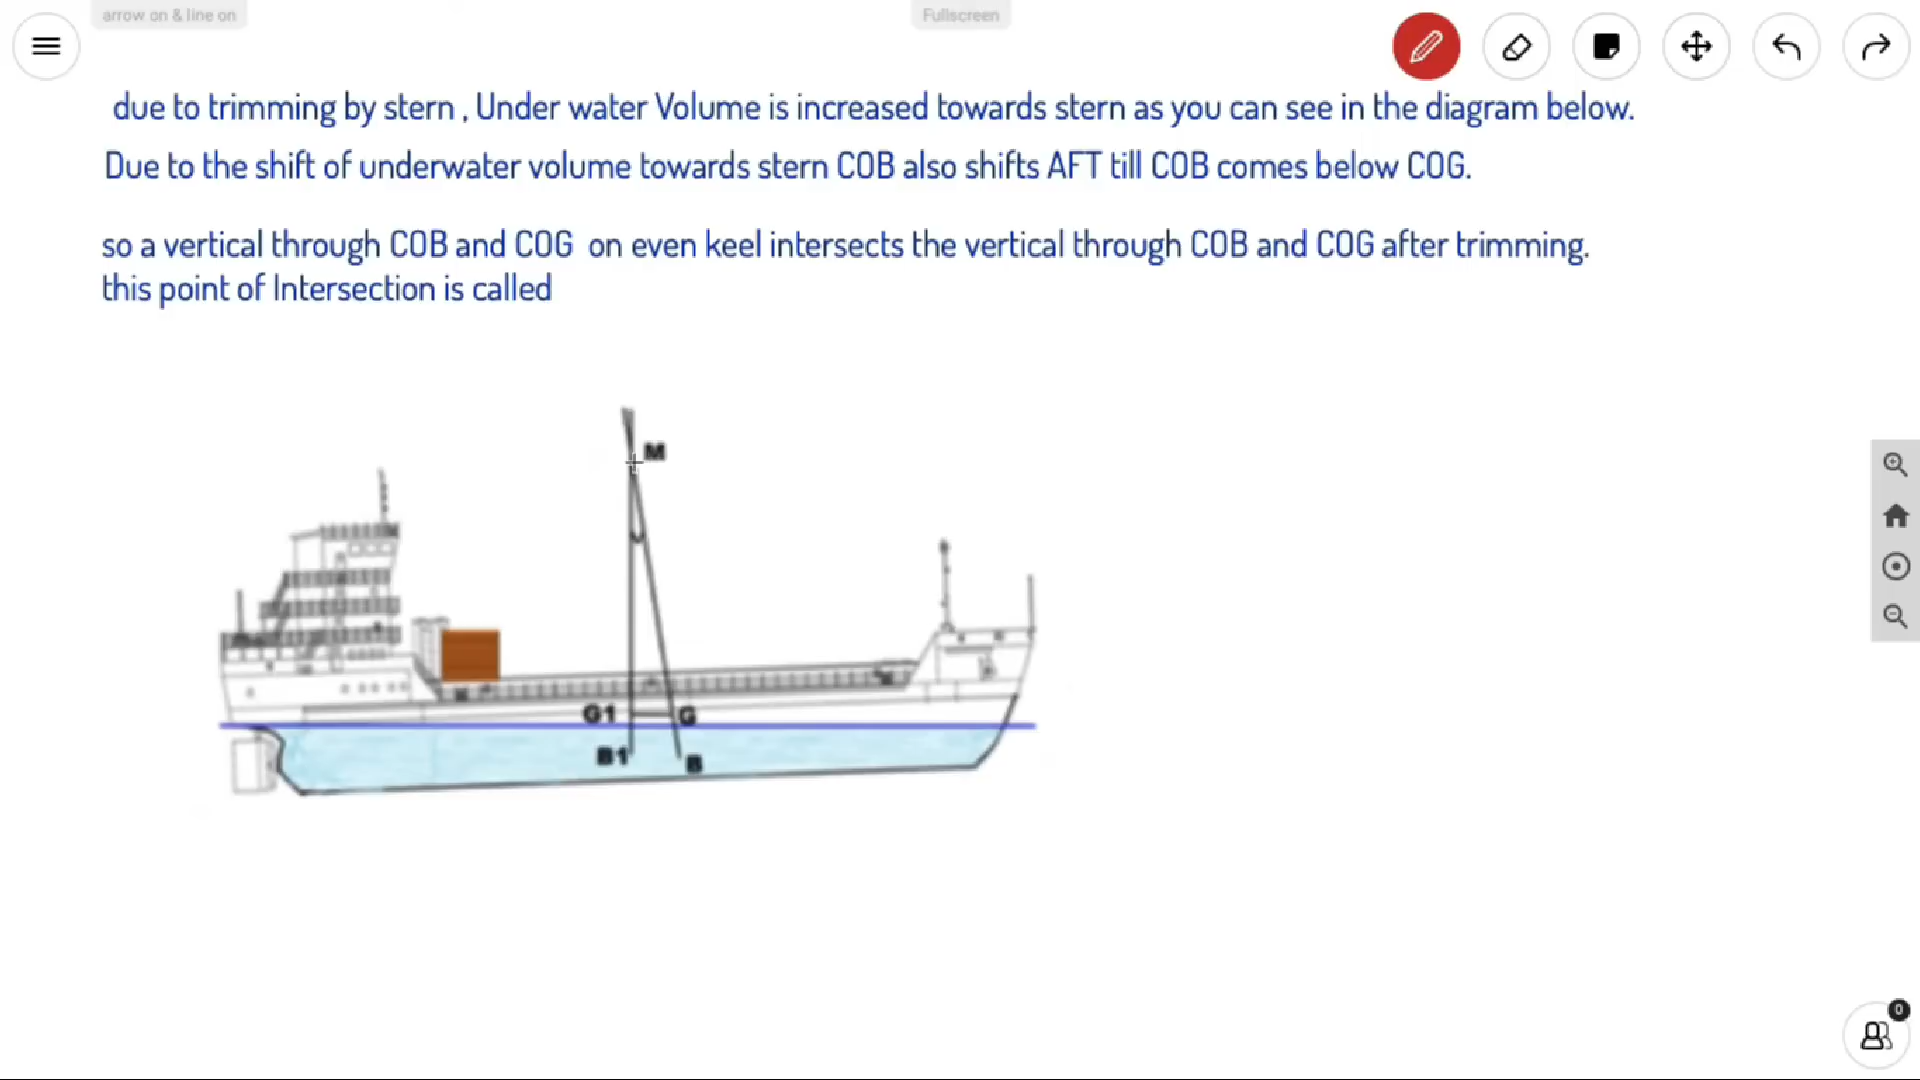 arrow on & line on
Fullscreen
due to trimming by stern , Under water Volume is increased towards stern as you can see in the diagram below.
Due to the shift of underwater volume towards stern COB also shifts AFT till COB comes below COG.
so a vertical through COB and COG on even keel intersects the vertical through COB and COG after trimming.
this point of Intersection is called
M
G1 G
B1 B
0